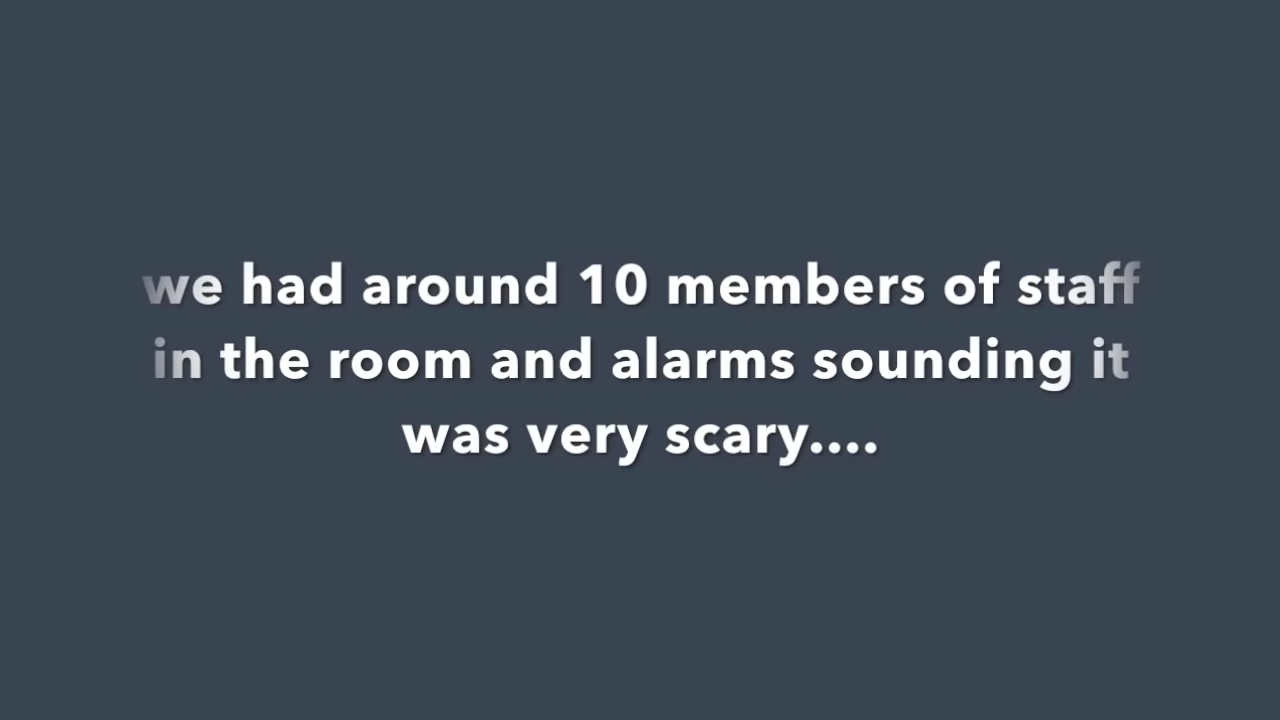 we had around 10 members of staff
in the room and alarms sounding it
was very scary....